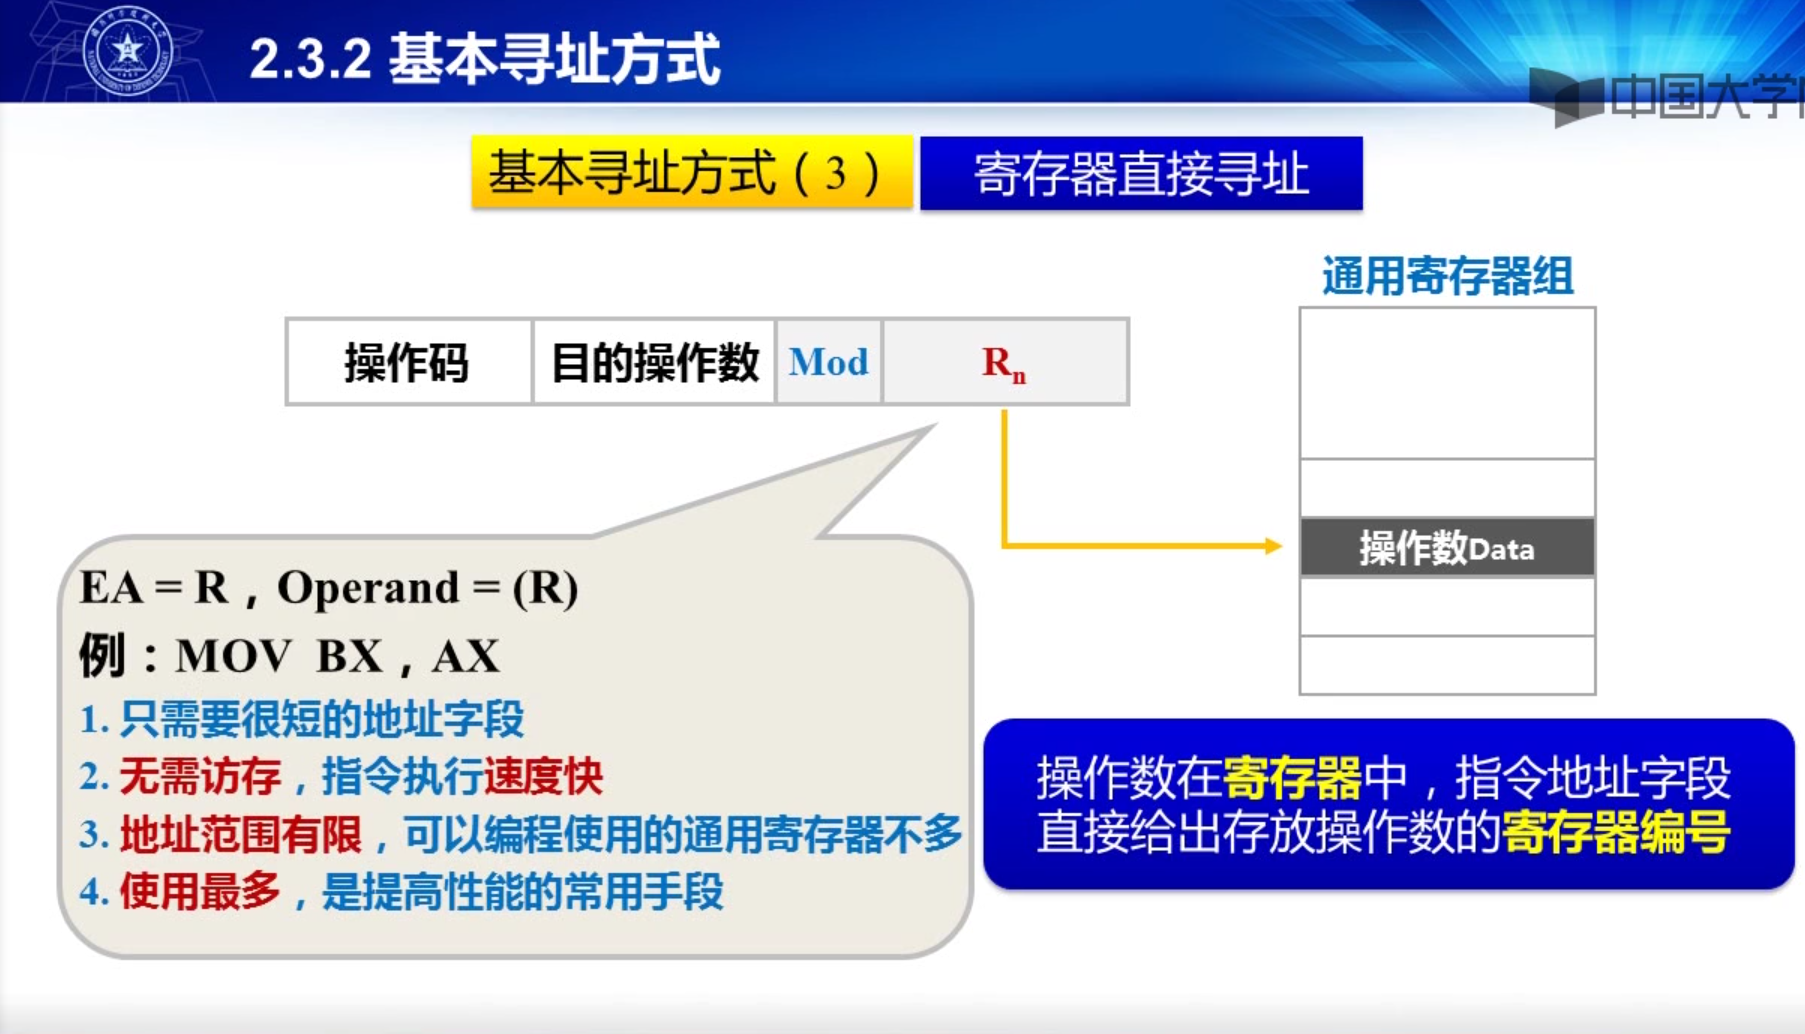 2.3.2 基本寻址方式
中国大学
基本寻址方式（3）
寄存器直接寻址
通用寄存器组
操作码
目的操作数
Mod
Rn
操作数Data
EA = R，Operand = (R)
例：MOV BX，AX
1. 只需要很短的地址字段
2. 无需访存，指令执行速度快
3. 地址范围有限，可以编程使用的通用寄存器不多
4. 使用最多，是提高性能的常用手段
操作数在寄存器中，指令地址字段
直接给出存放操作数的寄存器编号